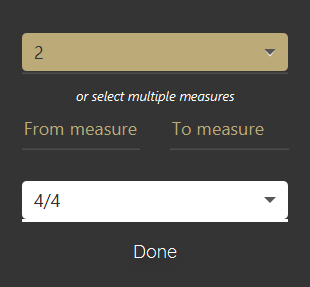 2
or select multiple measures
From measure To measure
4/4
Done